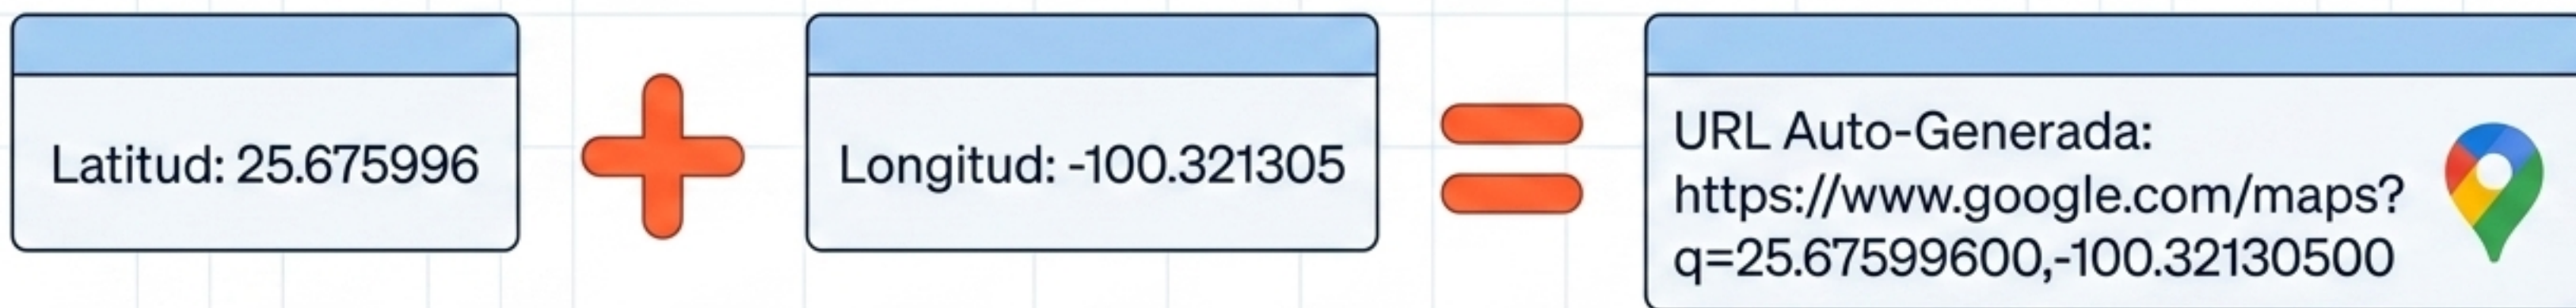 Latitud: 25.675996
Longitud: -100.321305
URL Auto-Generada:
https://www.google.com/maps?
q=25.67599600,-100.32130500